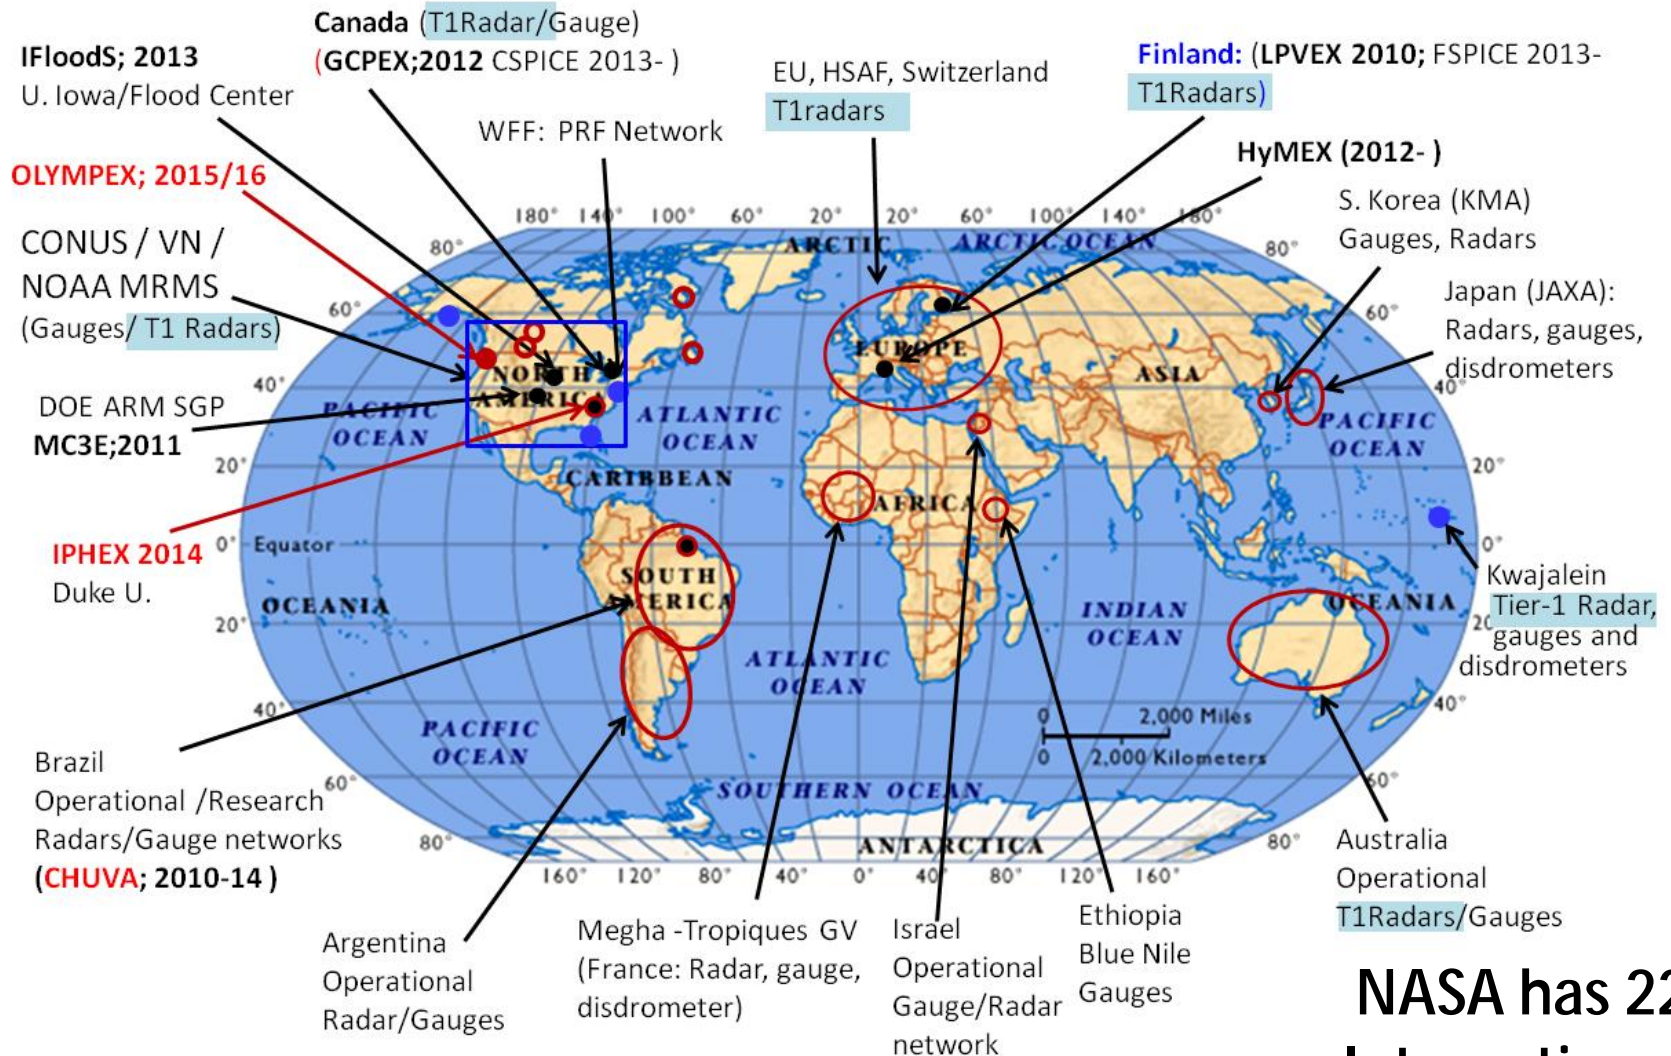 Canada (T1Radar/Gauge)
(GCPEX;2012 CSPICE 2013- )
IFloodS; 2013
U. Iowa/Flood Center
Finland: (LPVEX 2010; FSPICE 2013-
T1Radars)
EU, HSAF, Switzerland
T1radars
WFF: PRF Network
OLYMPEX; 2015/16
HyMEX (2012- )
S. Korea (KMA)
Gauges, Radars
CONUS / VN /
NOAA MRMS
(Gauges/ T1 Radars)
Japan (JAXA):
Radars, gauges,
disdrometers
DOE ARM SGP
MC3E;2011
IPHEX 2014
Duke U.
Kwajalein
Tier-1 Radar,
gauges and
disdrometers
Brazil
Operational /Research
Radars/Gauge networks
(CHUVA; 2010-14 )
Argentina
Operational
Radar/Gauges
Megha -Tropiques GV
(France: Radar, gauge,
disdrometer)
Israel
Operational
Gauge/Radar
network
Ethiopia
Blue Nile
Gauges
Australia
Operational
T1Radars/Gauges
NASA has 22
180° 140° 100° 60° 20° 20° 60° 100° 140° 180°
80° ARCTIC ARCTIC OCEAN 80°
60° 60°
EUROPE
NORTH
AMERICA
ASIA
40° 40°
PACIFIC
OCEAN
ATLANTIC
OCEAN
PACIFIC
OCEAN
20° 20°
CARIBBEAN
AFRICA
0° Equator 0°
SOUTH
AMERICA
OCEANIA
OCEANIA
INDIAN
OCEAN
20° 20
ATLANTIC
OCEAN
40° 40°
PACIFIC
OCEAN
0 2,000 Miles
0 2,000 Kilometers
60° 60°
SOUTHERN OCEAN
80° ANTARCTICA 80°
160° 120° 80° 40° 0° 40° 80° 120° 160°